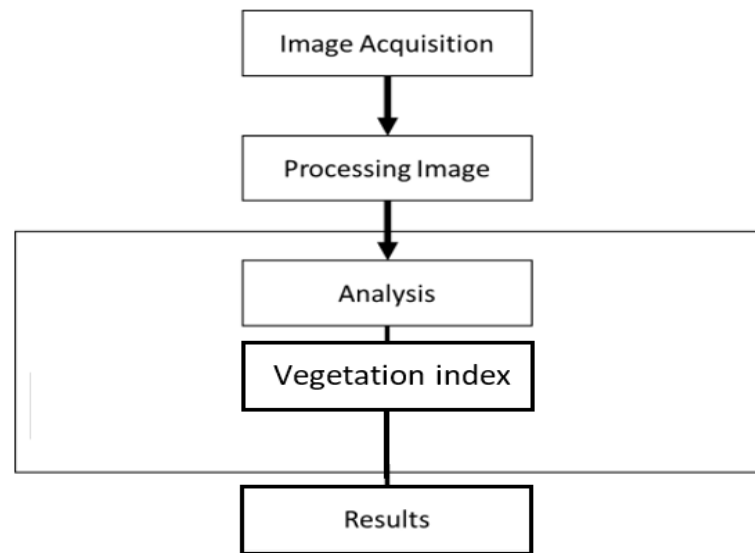 Image Acquisition
Processing Image
Analysis
Vegetation index
Results